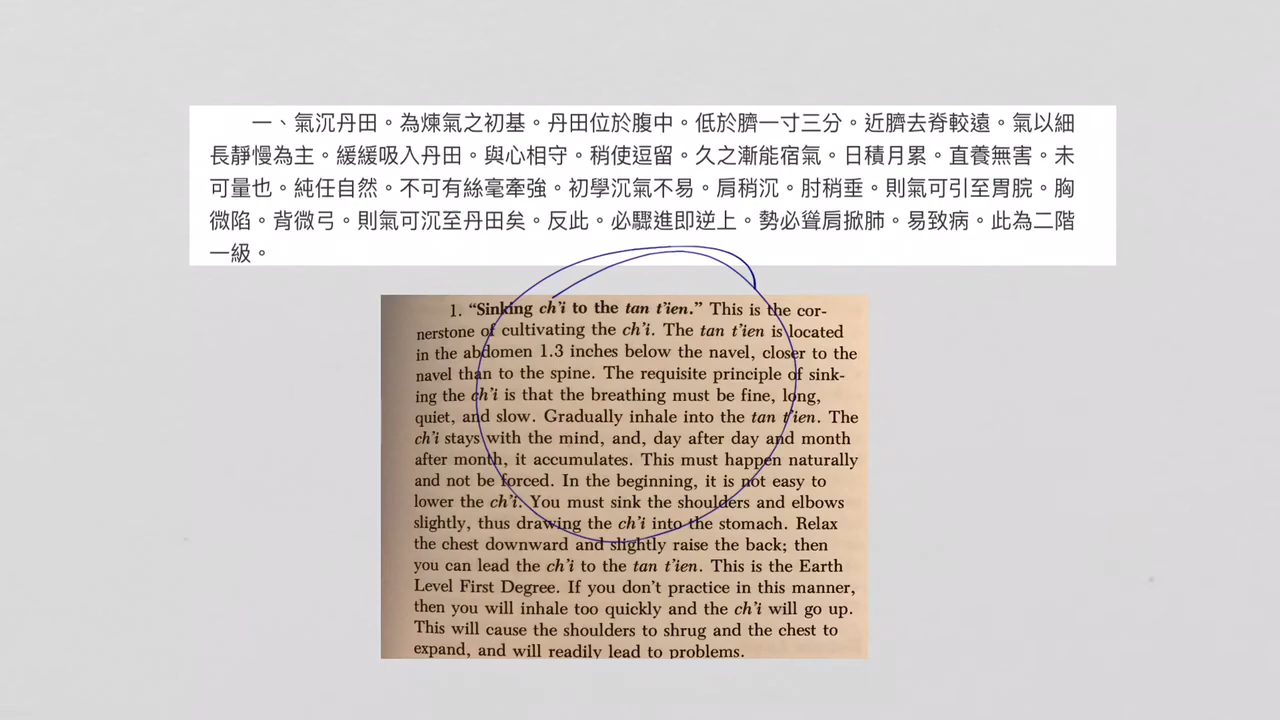 一、氣沉丹田。為煉氣之初基。丹田位於腹中。低於臍一寸三分。近臍去脊較遠。氣以細
長靜慢為主。緩緩吸入丹田。與心相守。稍使逗留。久之漸能宿氣。日積月累。直養無害。未
可量也。純任自然。不可有絲毫牽強。初學沉氣不易。肩稍沉。肘稍垂。則氣可引至胃脘。胸
微陷。背微弓。則氣可沉至丹田矣。反此。必驟進即逆上。勢必聳肩掀肺。易致病。此為二階
一級。
1. “Sinking ch’i to the tan t’ien.” This is the cor-
nerstone of cultivating the ch’i. The tan t’ien is located
in the abdomen 1.3 inches below the navel, closer to the
navel than to the spine. The requisite principle of sink-
ing the ch’i is that the breathing must be fine, long,
quiet, and slow. Gradually inhale into the tan t’ien. The
ch’i stays with the mind, and, day after day and month
after month, it accumulates. This must happen naturally
and not be forced. In the beginning, it is not easy to
lower the ch’i. You must sink the shoulders and elbows
slightly, thus drawing the ch’i into the stomach. Relax
the chest downward and slightly raise the back; then
you can lead the ch’i to the tan t’ien. This is the Earth
Level First Degree. If you don’t practice in this manner,
then you will inhale too quickly and the ch’i will go up.
This will cause the shoulders to shrug and the chest to
expand, and will readily lead to problems.